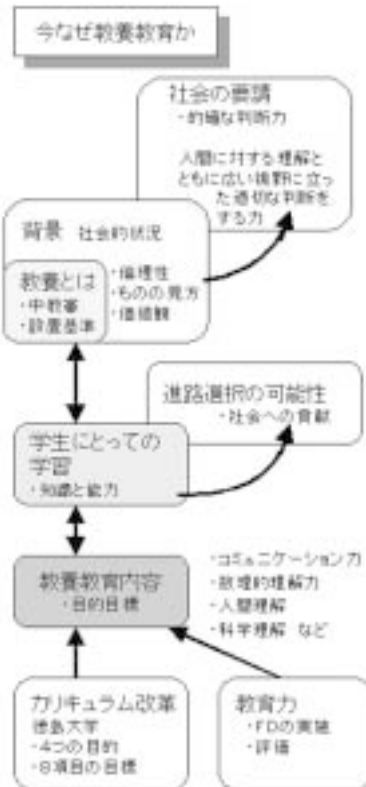 今なぜ教養教育か
社会の要請
・的確な判断力
人間に対する理解と
ともに広い視野に立っ
た適切な判断を
する力
背景 社会的状況
・倫理性
・ものの見方
・価値観
教養とは
・中教審
・設置基準
進路選択の可能性
・社会への貢献
学生にとっての
学習
・知識と能力
教養教育内容
・目的目標
・コミュニケーション力
・数理的理解力
・人間理解
・科学理解 など
カリキュラム改革
徳島大学
・4つの目的
・8項目の目標
教育力
・FDの実施
・評価